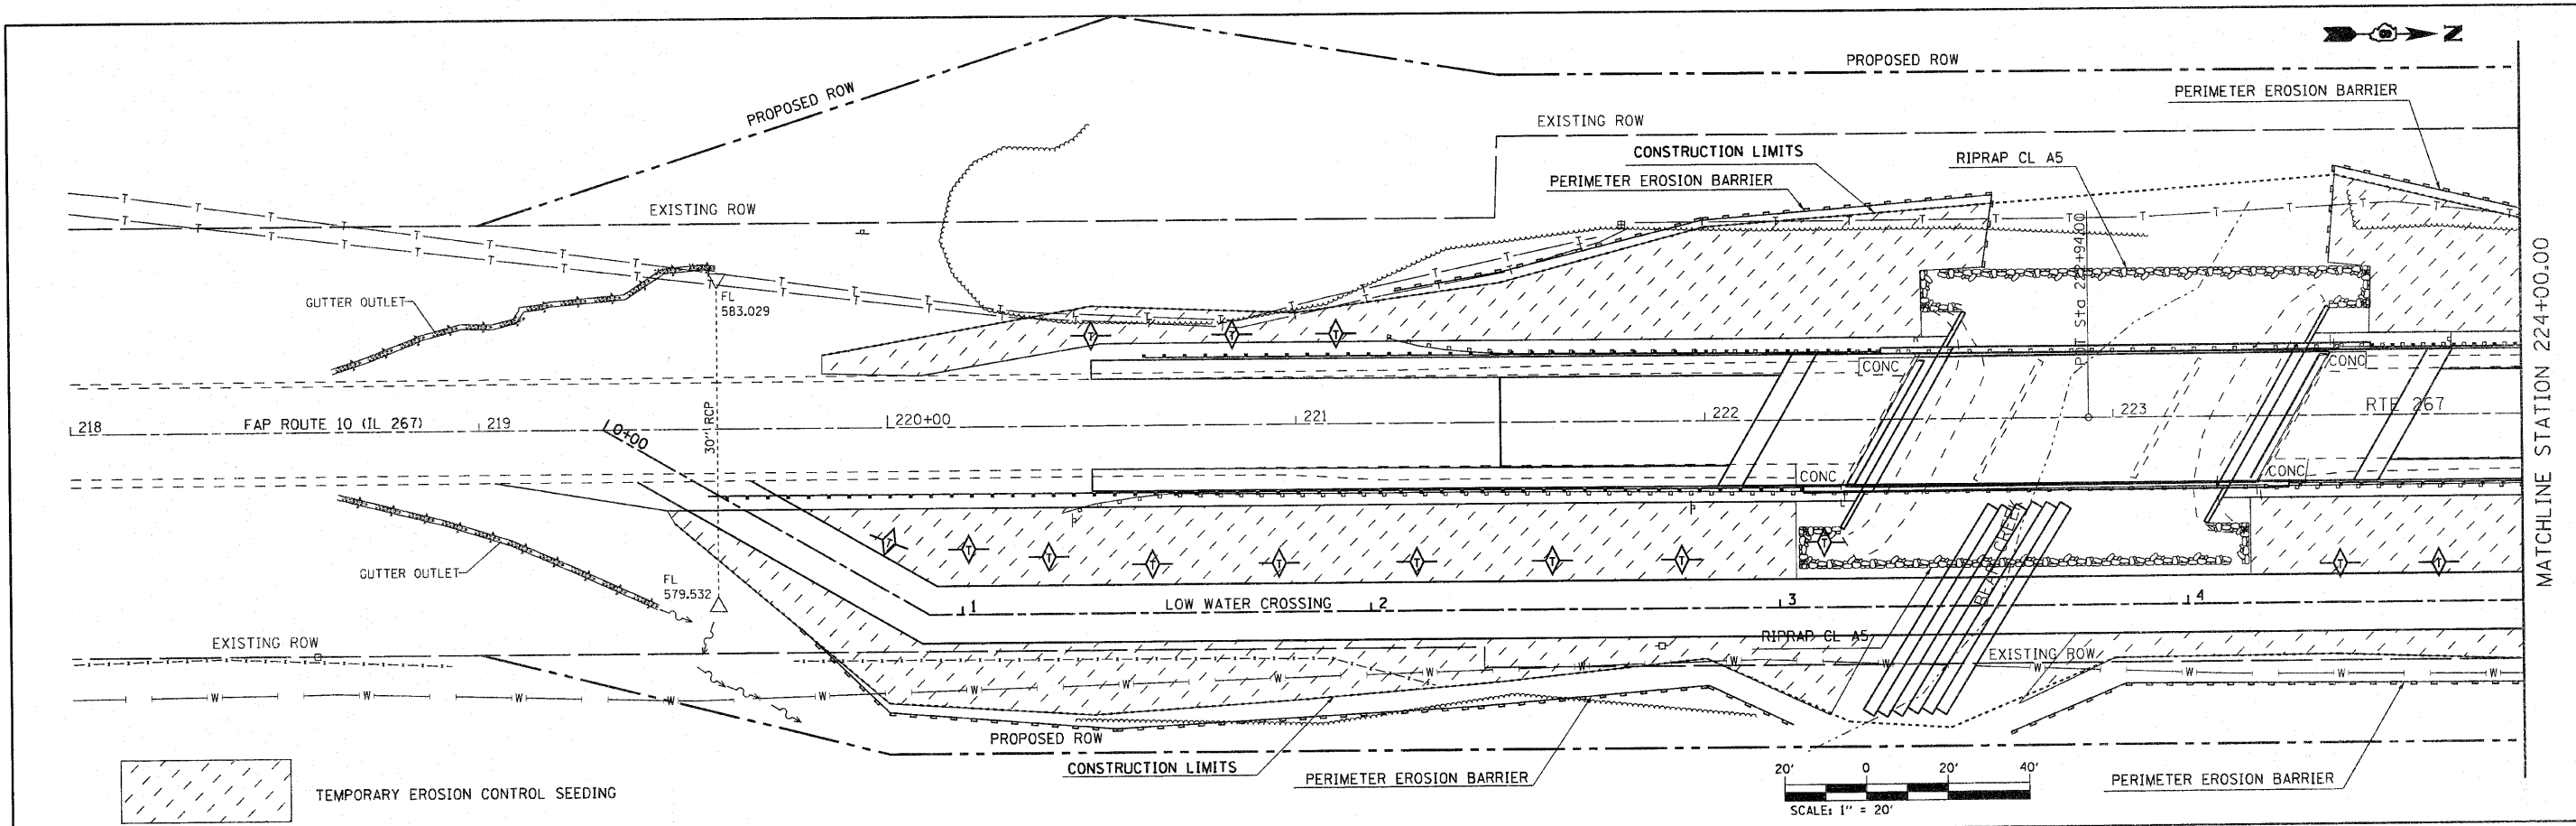 N
PROPOSED ROW
PERIMETER EROSION BARRIER
PROPOSED ROW
EXISTING ROW
CONSTRUCTION LIMITS
RIPRAP CL A5
PERIMETER EROSION BARRIER
EXISTING ROW
T T T T T T T T
GUTTER OUTLET
FL
583.029
POT Sta 222+94.00
MATCHLINE STATION 224+00.00
CONC
CONC
218
FAP ROUTE 10 (IL 267)
219
220+00
221
222
223
RTE 267
L0+00
30" RCP
CONC
CONC
GUTTER OUTLET
FL
579.532
1
LOW WATER CROSSING
2
3
4
EXISTING ROW
RIPRAP CL A5
EXISTING ROW
W W W W W W W W
PROPOSED ROW
CONSTRUCTION LIMITS
PERIMETER EROSION BARRIER
PERIMETER EROSION BARRIER
20' 0 20' 40'
SCALE: 1" = 20'
TEMPORARY EROSION CONTROL SEEDING